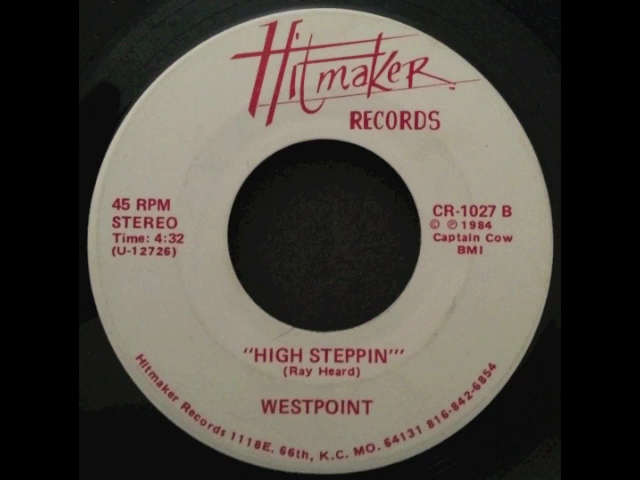 Hitmaker
RECORDS
45 RPM
STEREO
Time: 4:32
(U-12726)
CR-1027 B
© ℗ 1984
Captain Cow
BMI
"HIGH STEPPIN'"
(Ray Heard)
WESTPOINT
Hitmaker Records 1118E. 66th, K.C. MO. 64131 816-842-6854